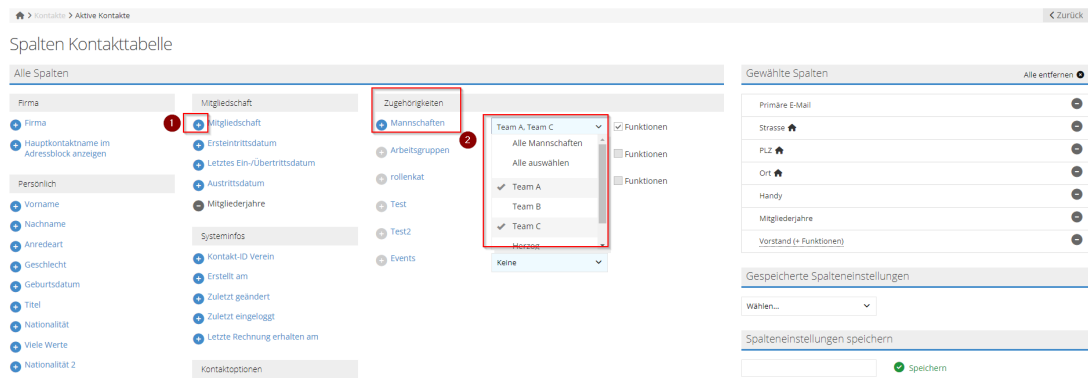 Kontakte > Aktive Kontakte
Zurück
Spalten Kontakttabelle
Alle Spalten
Firma
Firma
Hauptkontaktname im
Adressblock anzeigen
Persönlich
Vorname
Nachname
Anredeart
Geschlecht
Geburtsdatum
Titel
Nationalität
Viele Werte
Nationalität 2
Mitgliedschaft
1
Mitgliedschaft
Ersteintrittsdatum
Letztes Ein-/Übertrittsdatum
Austrittsdatum
Mitgliederjahre
Systeminfos
Kontakt-ID Verein
Erstellt am
Zuletzt geändert
Zuletzt eingeloggt
Letzte Rechnung erhalten am
Kontaktoptionen
Zugehörigkeiten
Mannschaften
Arbeitsgruppen
rollenkat
Test
Test2
Events
2
Team A, Team C
Alle Mannschaften
Alle auswählen
Team A
Team B
Team C
Herzog
Keine
Funktionen
Funktionen
Funktionen
Gewählte Spalten
Alle entfernen
Primäre E-Mail
Strasse
PLZ
Ort
Handy
Mitgliederjahre
Vorstand (+ Funktionen)
Gespeicherte Spalteneinstellungen
Wählen...
Spalteneinstellungen speichern
Speichern